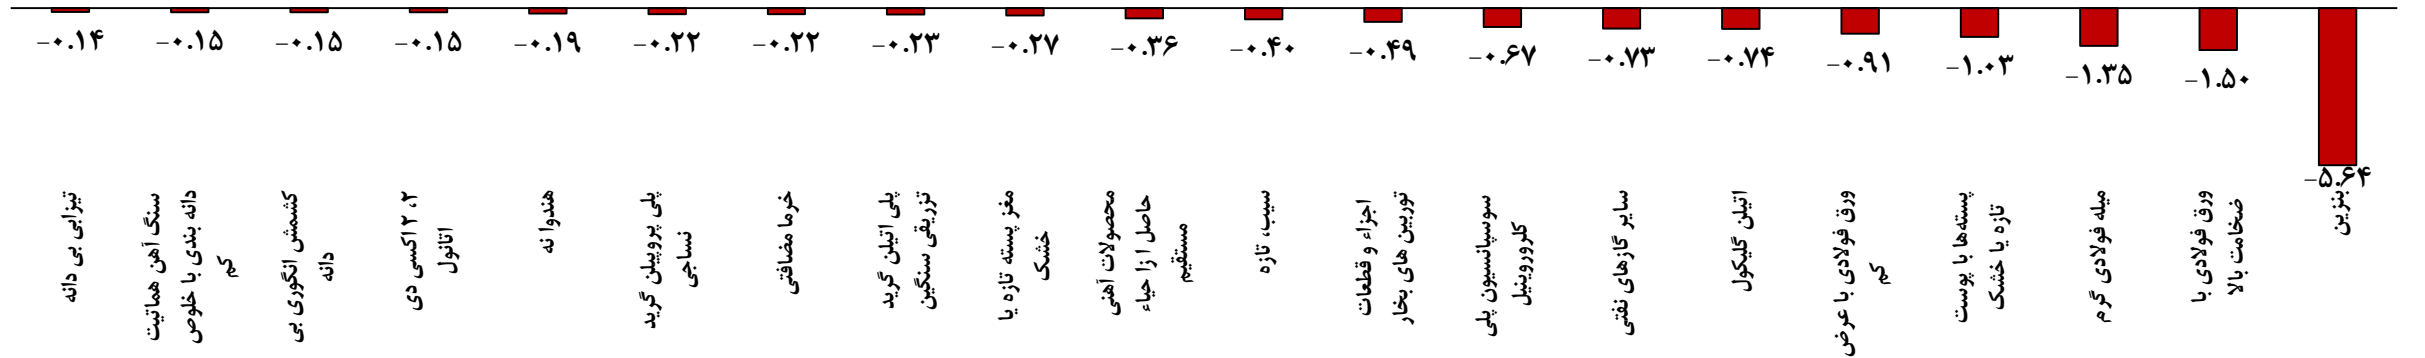 −۰.۱۴
−۰.۱۵
−۰.۱۵
−۰.۱۵
−۰.۱۹
−۰.۲۲
−۰.۲۲
−۰.۲۳
−۰.۲۷
−۰.۳۶
−۰.۴۰
−۰.۴۹
−۰.۶۷
−۰.۷۳
−۰.۷۴
−۰.۹۱
−۱.۰۳
−۱.۳۵
−۱.۵۰
−۵.۶۴
تیزابی بی دانه
سنگ آهن هماتیت
دانه بندی با خلوص
کم
کشمش انگوری بی
دانه
۲، ۲ اکسی دی
اتانول
هندوا نه
پلی پروپیلن گرید
نساجی
خرما مضافتی
پلی اتیلن گرید
تزریقی سنگین
مغز پسته تازه یا
خشک
محصولات آهنی
حاصل ا زا حیاء
مستقیم
سیب، تازه
اجزاء و قطعات
توربین های بخار
سوسپانسیون پلی
کلروروینیل
سایر گازهای نفتی
اتیلن گلیکول
ورق فولادی با عرض
کم
پسته‌ها با پوست
تازه یا خشک
میله فولادی گرم
ورق فولادی با
ضخامت بالا
بنزین